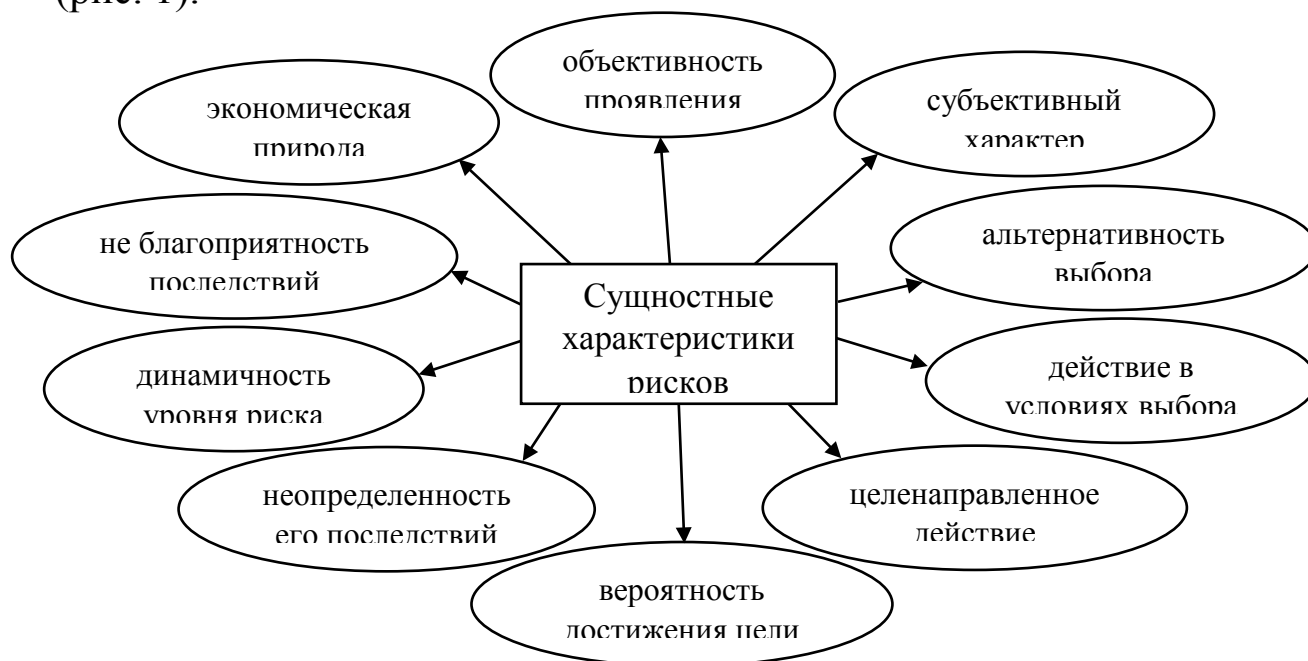 (рис. 1).
объективность
проявления
экономическая
природа
субъективный
характер
не благоприятность
последствий
альтернативность
выбора
Сущностные
характеристики
рисков
динамичность
уровня риска
действие в
условиях выбора
неопределенность
его последствий
целенаправленное
действие
вероятность
достижения цели